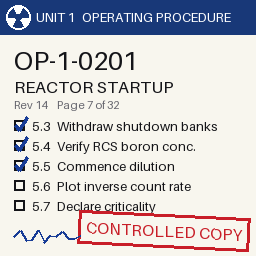 UNIT 1 OPERATING PROCEDURE
OP-1-0201
REACTOR STARTUP
Rev 14 Page 7 of 32
5.3 Withdraw shutdown banks
5.4 Verify RCS boron conc.
5.5 Commence dilution
5.6 Plot inverse count rate
5.7 Declare criticality
CONTROLLED COPY